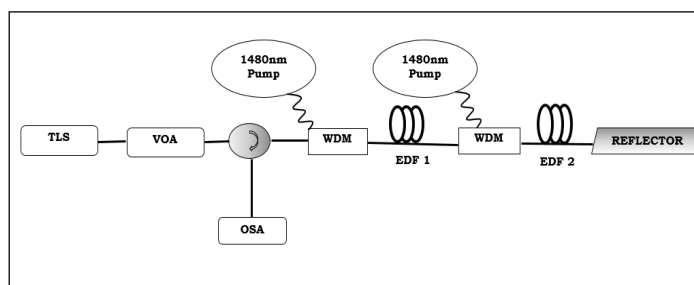 1480nm
Pump
1480nm
Pump
TLS
VOA
WDM
EDF 1
WDM
EDF 2
REFLECTOR
OSA